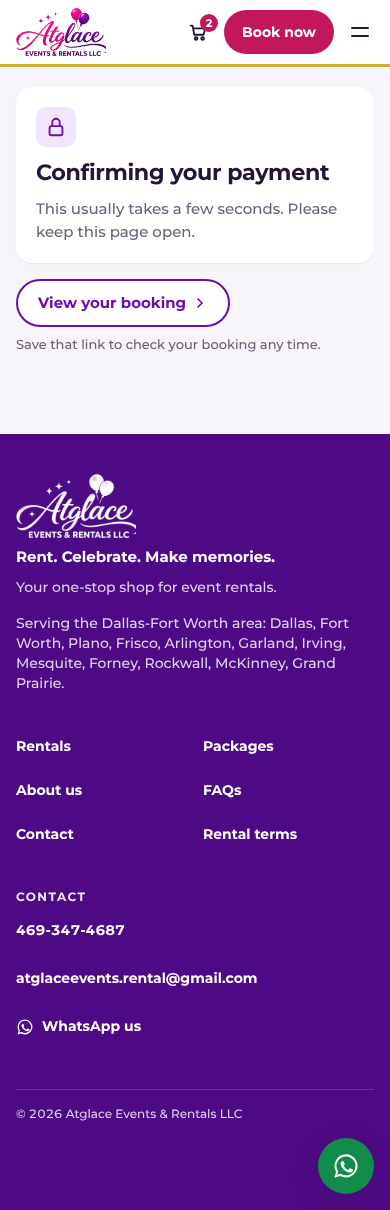 Atglace
EVENTS & RENTALS LLC
2
Book now
Confirming your payment
This usually takes a few seconds. Please
keep this page open.
View your booking
Save that link to check your booking any time.
Atglace
EVENTS & RENTALS LLC
Rent. Celebrate. Make memories.
Your one-stop shop for event rentals.
Serving the Dallas-Fort Worth area: Dallas, Fort
Worth, Plano, Frisco, Arlington, Garland, Irving,
Mesquite, Forney, Rockwall, McKinney, Grand
Prairie.
Rentals
Packages
About us
FAQs
Contact
Rental terms
CONTACT
469-347-4687
atglaceevents.rental@gmail.com
WhatsApp us
© 2026 Atglace Events & Rentals LLC